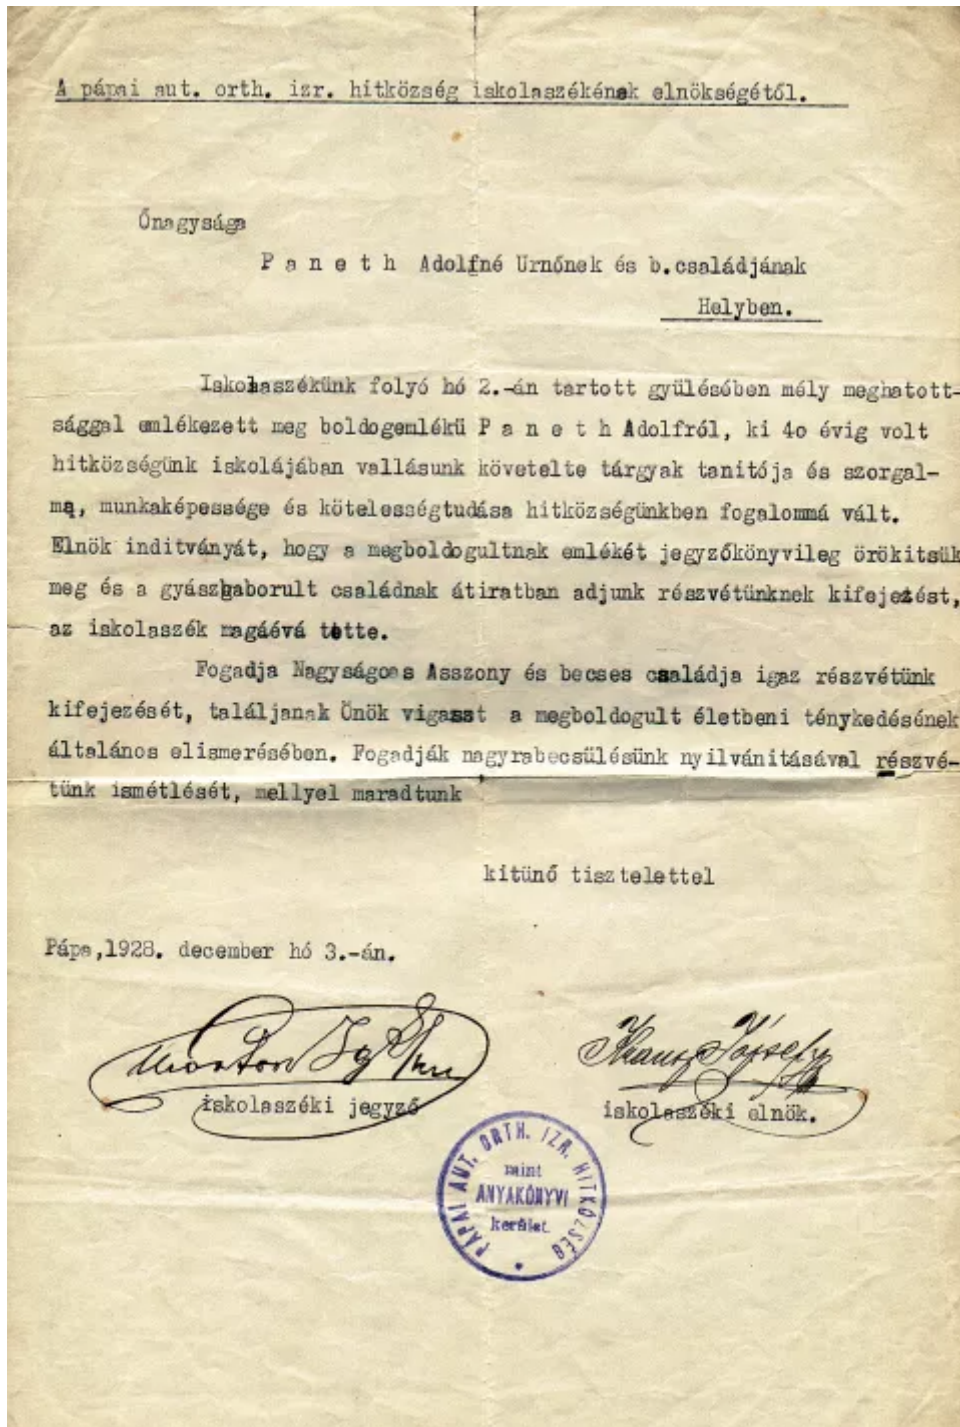 A pápai aut. orth. izr. hitközség iskolaszékének elnökségétől.
Őnagysága
P a n e t h Adolfné Urnőnek és b.családjának
Helyben.
Iskolaszékünk folyó hó 2.-án tartott gyülésében mély meghatott-
sággal emlékezett meg boldogemlékü P a n e t h Adolfról, ki 4o évig volt
hitközségünk iskolájában vallásunk követelte tárgyak tanitója és szorgal-
ma, munkaképessége és kötelességtudása hitközségünkben fogalommá vált.
Elnök inditványát, hogy a megboldogultnak emlékét jegyzőkönyvileg örökitsük
meg és a gyászbaborult családnak átiratban adjunk részvétünknek kifejezést,
az iskolaszék magáévá tette.
Fogadja Nagyságos Asszony és becses családja igaz részvétünk
kifejezését, találjanak Önök vigaszt a megboldogult életbeni ténykedésének
általános elismerésében. Fogadják nagyrabecsülésünk nyilvánitásával részvé-
tünk ismétlését, mellyel maradtunk
kitünő tisztelettel
Pápa,1928. december hó 3.-án.
József
iskolaszéki jegyző
iskolaszéki elnök.
PÁPAI AUT. ORTH. IZR. HITKÖZSÉG
mint
ANYAKÖNYVI
kerület.